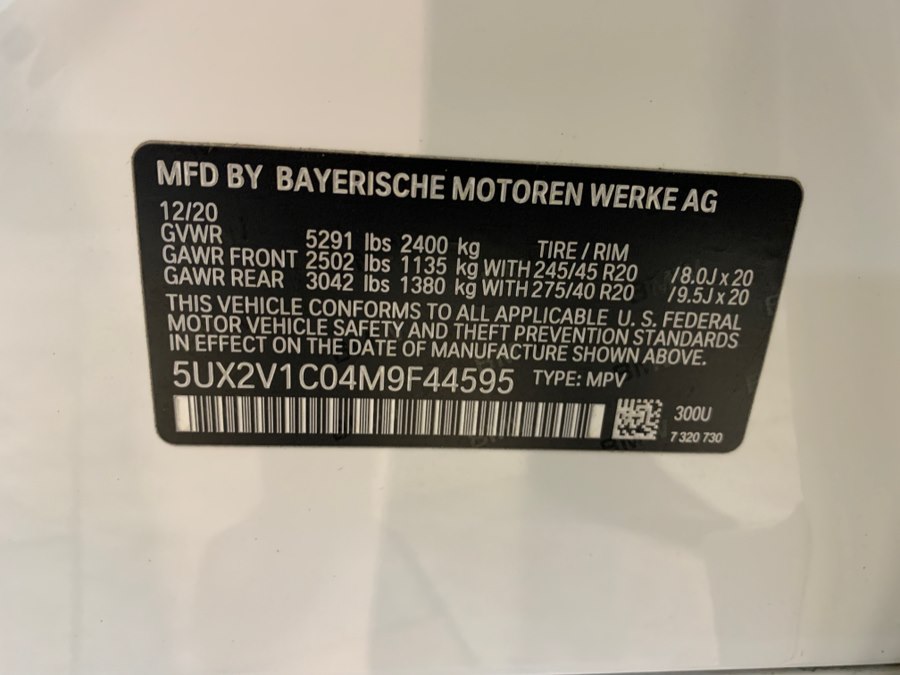 MFD BY BAYERISCHE MOTOREN WERKE AG
12/20
GVWR 5291 lbs 2400 kg TIRE / RIM
GAWR FRONT 2502 lbs 1135 kg WITH 245/45 R20 /8.0J x 20
GAWR REAR 3042 lbs 1380 kg WITH 275/40 R20 /9.5J x 20
THIS VEHICLE CONFORMS TO ALL APPLICABLE U.S. FEDERAL
MOTOR VEHICLE SAFETY AND THEFT PREVENTION STANDARDS
IN EFFECT ON THE DATE OF MANUFACTURE SHOWN ABOVE.
5UX2V1C04M9F44595 TYPE: MPV
300U
7 320 730